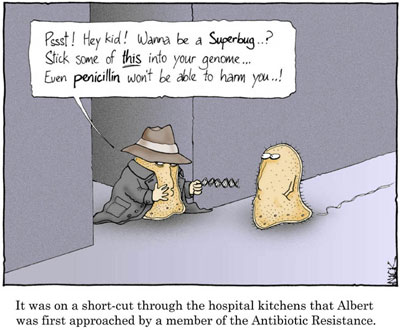 Pssst! Hey kid! Wanna be a Superbug..?
Stick some of this into your genome...
Even penicillin won't be able to harm you..!
NICK
It was on a short-cut through the hospital kitchens that Albert
was first approached by a member of the Antibiotic Resistance.